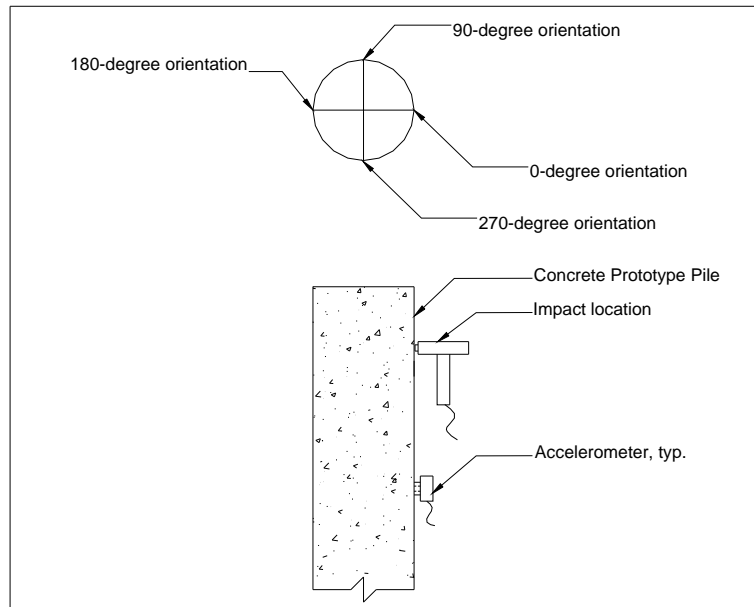 90-degree orientation
180-degree orientation
0-degree orientation
270-degree orientation
Concrete Prototype Pile
Impact location
Accelerometer, typ.